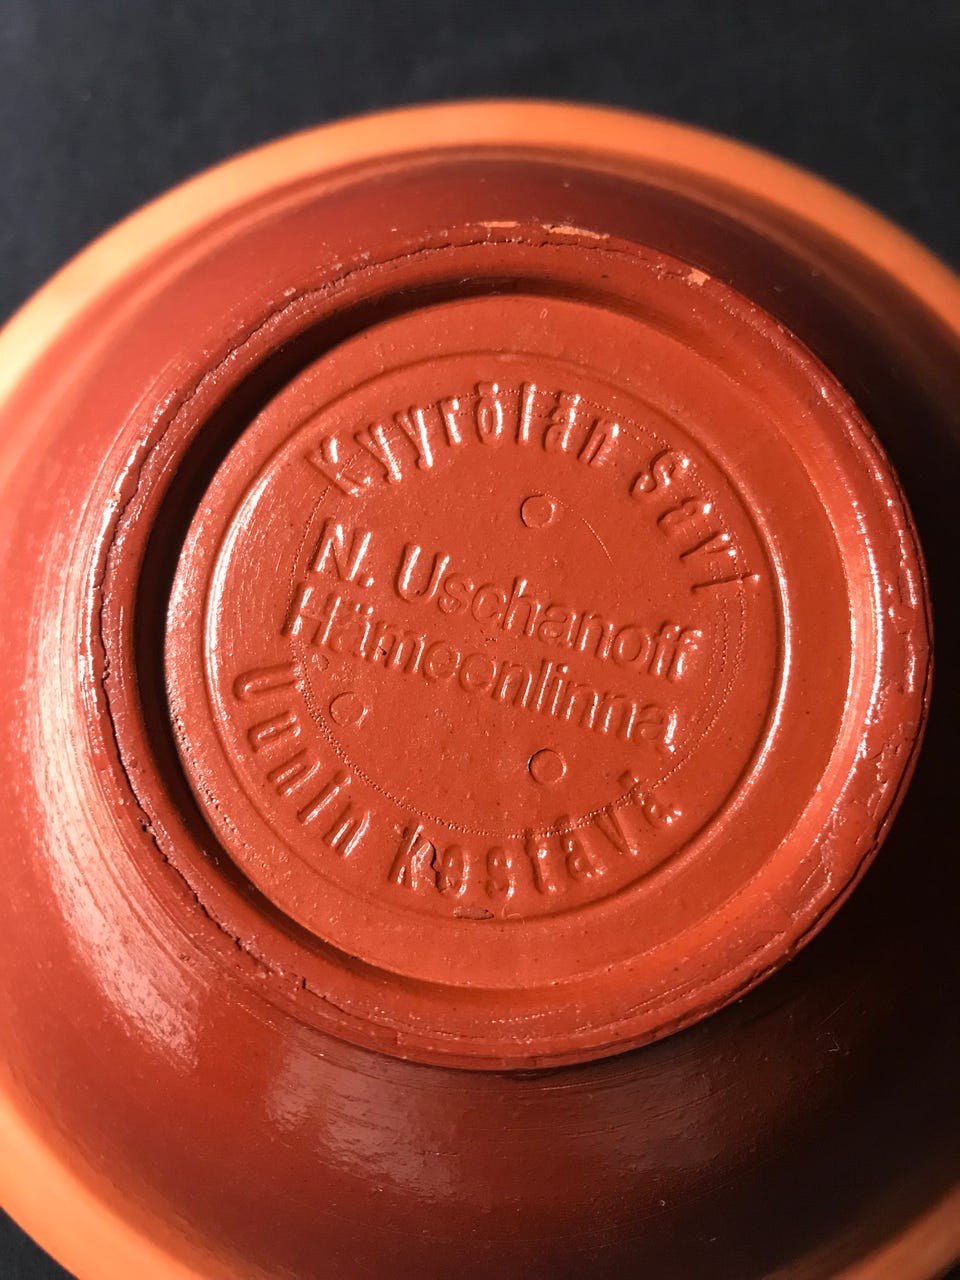 Kyyrölän Savi
N. Uschanoff
Hämeenlinna
Uunin kestävä